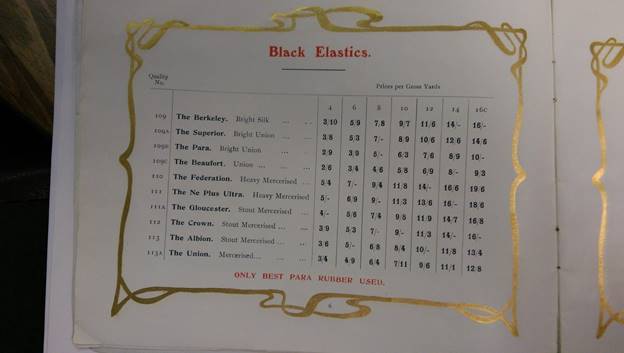 Black Elastics.
Quality No.
Prices per Gross Yards
4 6 8 10 12 14 16c
109 The Berkeley. Bright Silk ... .. 3/10 5/9 7/8 9/7 11/6 14/- 16/-
109A The Superior. Bright Union ... .. 3/8 5/3 7/- 8/9 10/6 12/6 14/6
109B The Para. Bright Union ... ... 2/9 3/9 5/- 6/3 7/6 8/9 10/-
109C The Beaufort. Union ... ... ... 2/6 3/4 4/6 5/8 6/9 8/- 9/3
110 The Federation. Heavy Mercerised ... 5/4 7/- 9/4 11/8 14/- 16/6 19/6
111 The Ne Plus Ultra. Heavy Mercerised 5/- 6/9 9/- 11/3 13/6 16/- 18/6
111A The Gloucester. Stout Mercerised ... 4/- 5/6 7/4 9/5 11/9 14/7 16/8
112 The Crown. Stout Mercerised ... ... 3/9 5/3 7/- 9/- 11/3 14/- 16/-
113 The Albion. Stout Mercerised ... ... 3/6 5/- 6/8 8/4 10/- 11/8 13/4
113A The Union. Mercerised... ... ... 3/4 4/9 6/4 7/11 9/6 11/1 12/8
ONLY BEST PARA RUBBER USED.